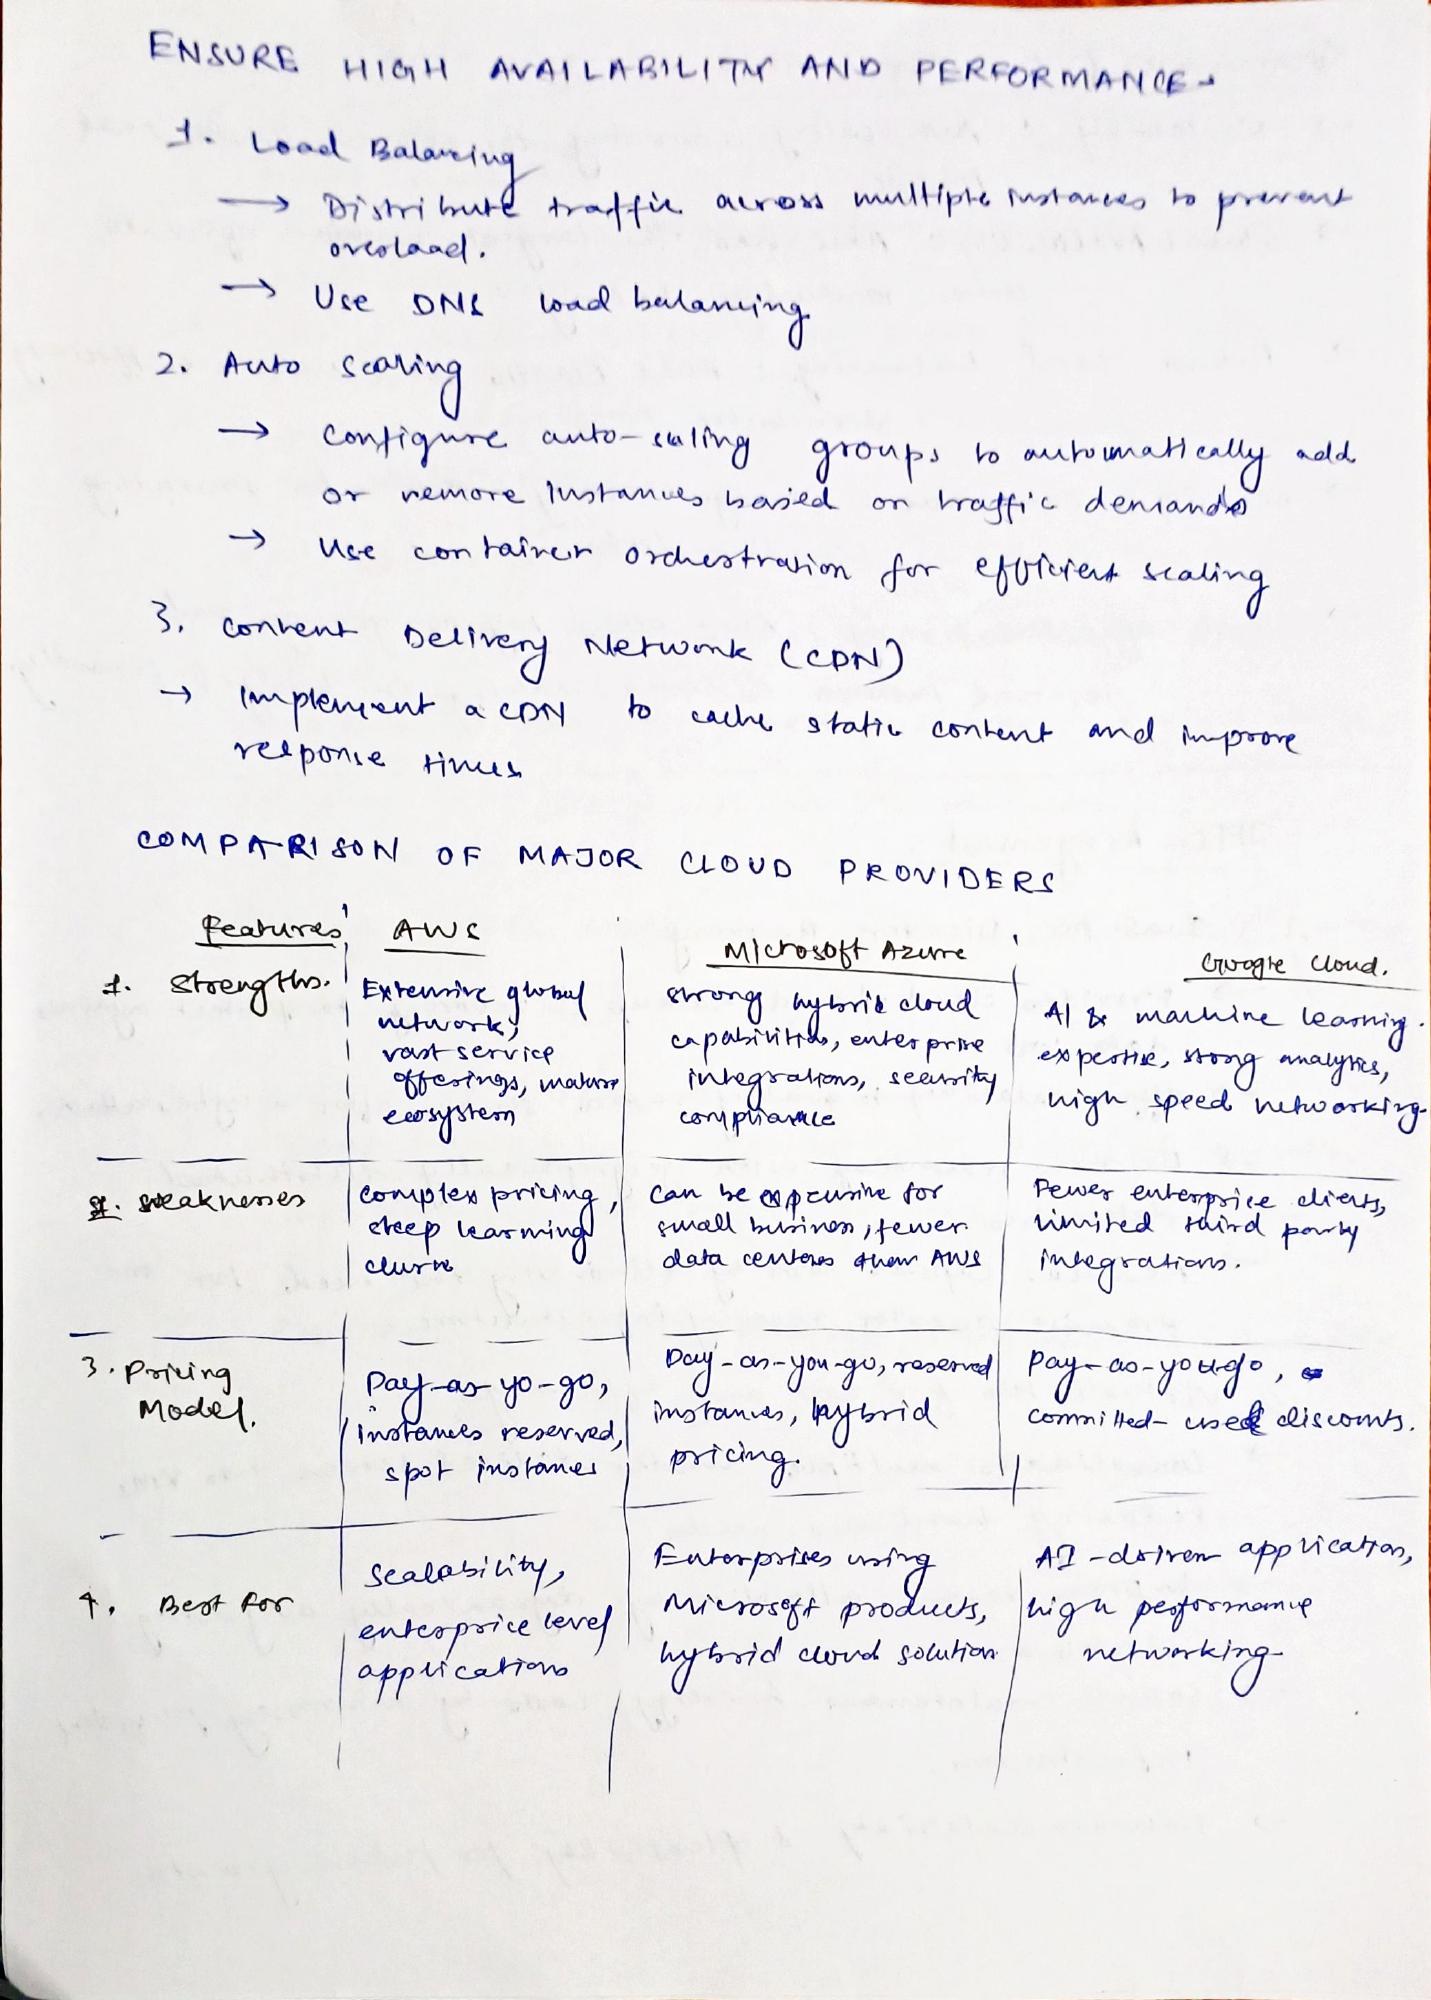 ENSURE HIGH AVAILABILITY AND PERFORMANCE
1. Load Balancing
→ Distribute traffic across multiple instances to prevent
overload.
→ Use DNS load balancing
2. Auto Scaling
→ Configure auto-scaling groups to automatically add
or remove instances based on traffic demands
→ Use container orchestration for efficient scaling
3. Content Delivery Network (CDN)
→ Implement a CDN to cache static content and improve
response times
COMPARISON OF MAJOR CLOUD PROVIDERS
Features
AWS
Microsoft Azure
Google Cloud.
1. Strengths.
Extensive global
network,
vast service
offerings, mature
ecosystem
strong hybrid cloud
capabilities, enterprise
integrations, security
compliance
AI & machine learning.
expertise, strong analytics,
high speed networking.
2. Weaknesses
complex pricing,
steep learning
curve
Can be expensive for
small business, fewer
data centers than AWS
Fewer enterprise clients,
limited third party
integrations.
3. Pricing
Model.
Pay-as-yo-go,
instances reserved,
spot instances
Pay-as-you-go, reserved
instances, hybrid
pricing.
Pay-as-you-go,
committed-used discounts.
4. Best for
Scalability,
enterprice level
applications
Enterprises using
Microsoft products,
hybrid cloud solution
AI-driven application,
high performance
networking